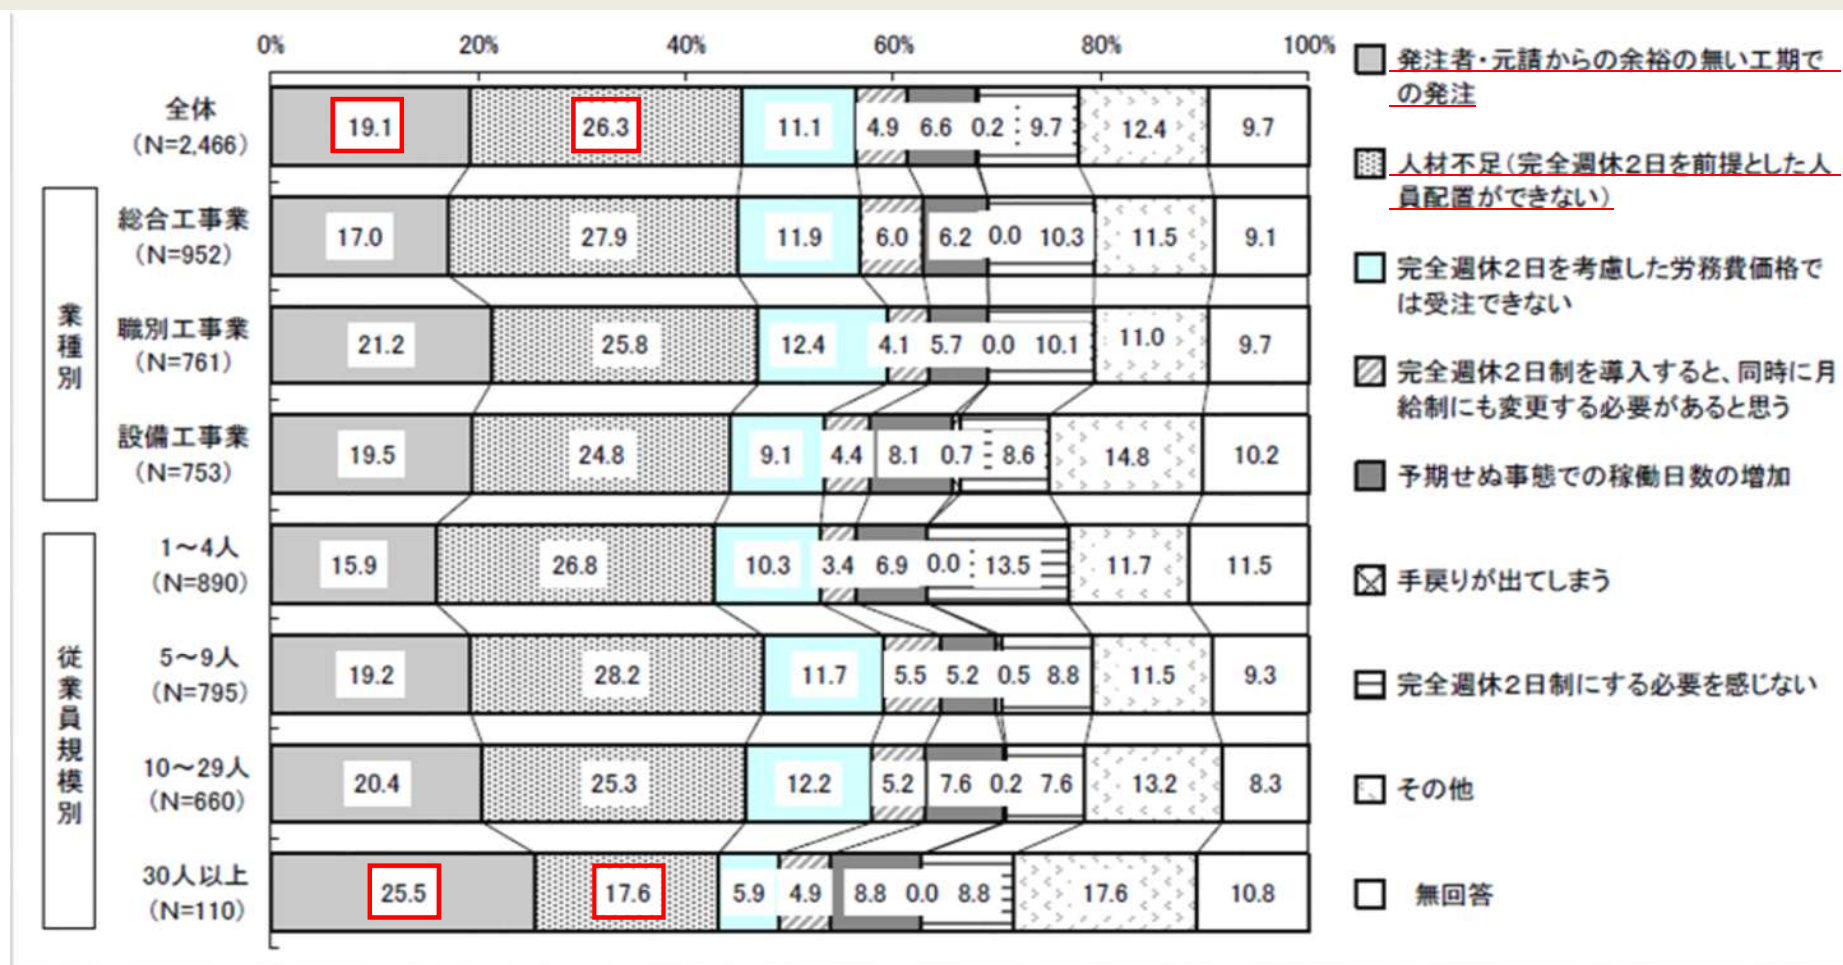 0% 20% 40% 60% 80% 100%
全体
(N=2,466)
19.1 26.3 11.1 4.9 6.6 0.2 9.7 12.4 9.7
業種別
総合工事業
(N=952)
17.0 27.9 11.9 6.0 6.2 0.0 10.3 11.5 9.1
職別工事業
(N=761)
21.2 25.8 12.4 4.1 5.7 0.0 10.1 11.0 9.7
設備工事業
(N=753)
19.5 24.8 9.1 4.4 8.1 0.7 8.6 14.8 10.2
従業員規模別
1～4人
(N=890)
15.9 26.8 10.3 3.4 6.9 0.0 13.5 11.7 11.5
5～9人
(N=795)
19.2 28.2 11.7 5.5 5.2 0.5 8.8 11.5 9.3
10～29人
(N=660)
20.4 25.3 12.2 5.2 7.6 0.2 7.6 13.2 8.3
30人以上
(N=110)
25.5 17.6 5.9 4.9 8.8 0.0 8.8 17.6 10.8
発注者・元請からの余裕の無い工期で
の発注
人材不足(完全週休2日を前提とした人
員配置ができない)
完全週休2日を考慮した労務費価格で
は受注できない
完全週休2日制を導入すると、同時に月
給制にも変更する必要があると思う
予期せぬ事態での稼働日数の増加
手戻りが出てしまう
完全週休2日制にする必要を感じない
その他
無回答